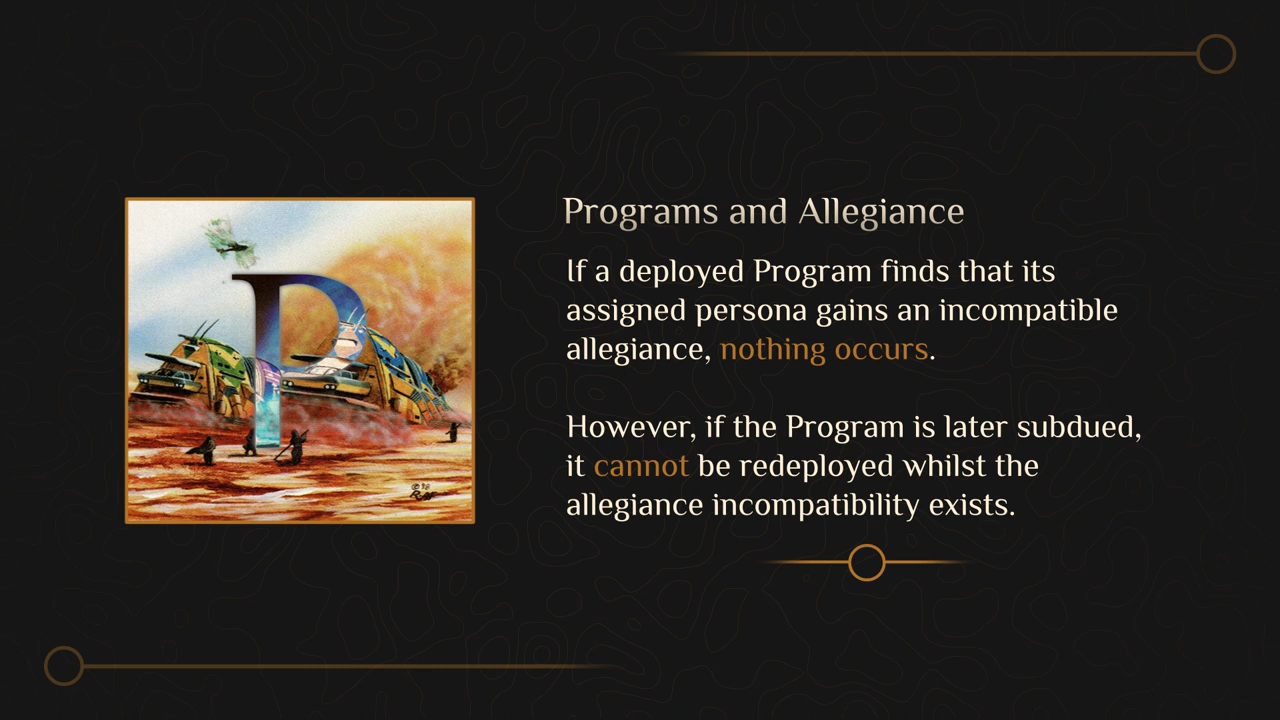 Programs and Allegiance
If a deployed Program finds that its
assigned persona gains an incompatible
allegiance, nothing occurs.
However, if the Program is later subdued,
it cannot be redeployed whilst the
allegiance incompatibility exists.
P